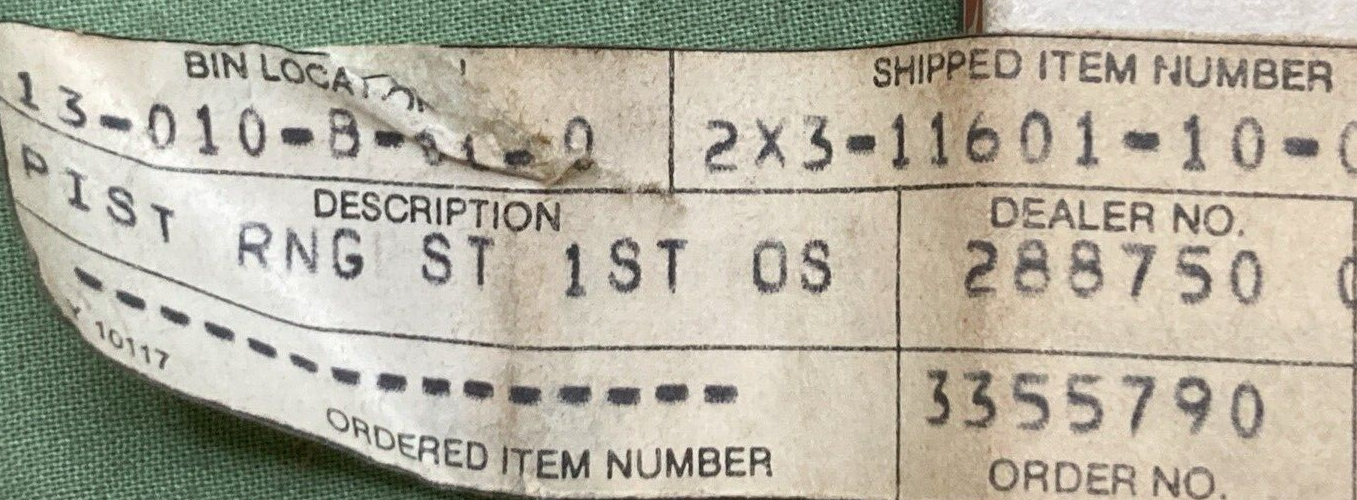 BIN LOCATION SHIPPED ITEM NUMBER
13-010-B- 2X3-11601-10-
DESCRIPTION DEALER NO.
PIST RNG ST 1ST OS 288750
---------------
10117 3355790
ORDERED ITEM NUMBER ORDER NO.